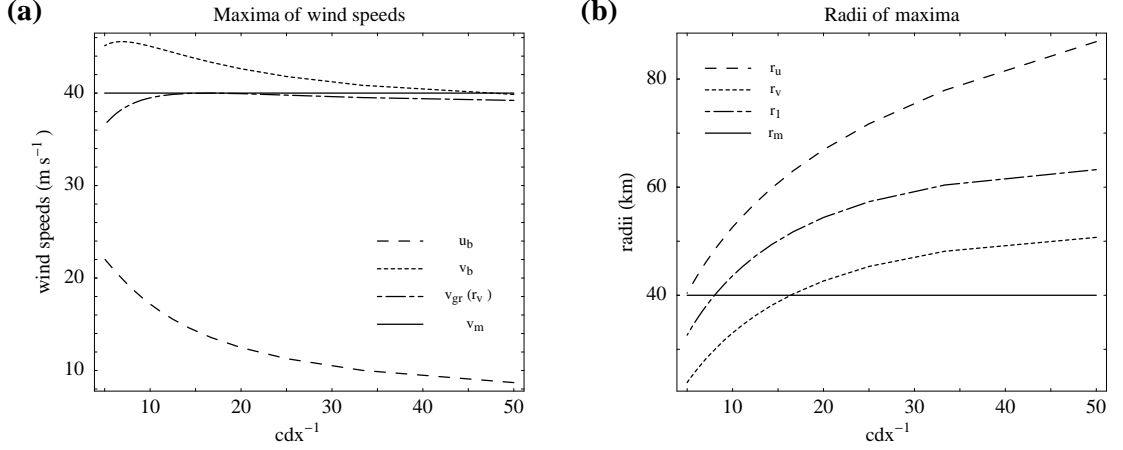 (a)
Maxima of wind speeds
wind speeds (m s⁻¹ )
40
30
20
10
u_b
v_b
v_gr (r_v )
v_m
10 20 30 40 50
cdx⁻¹
(b)
Radii of maxima
radii (km)
80
60
40
r_u
r_v
r_1
r_m
10 20 30 40 50
cdx⁻¹